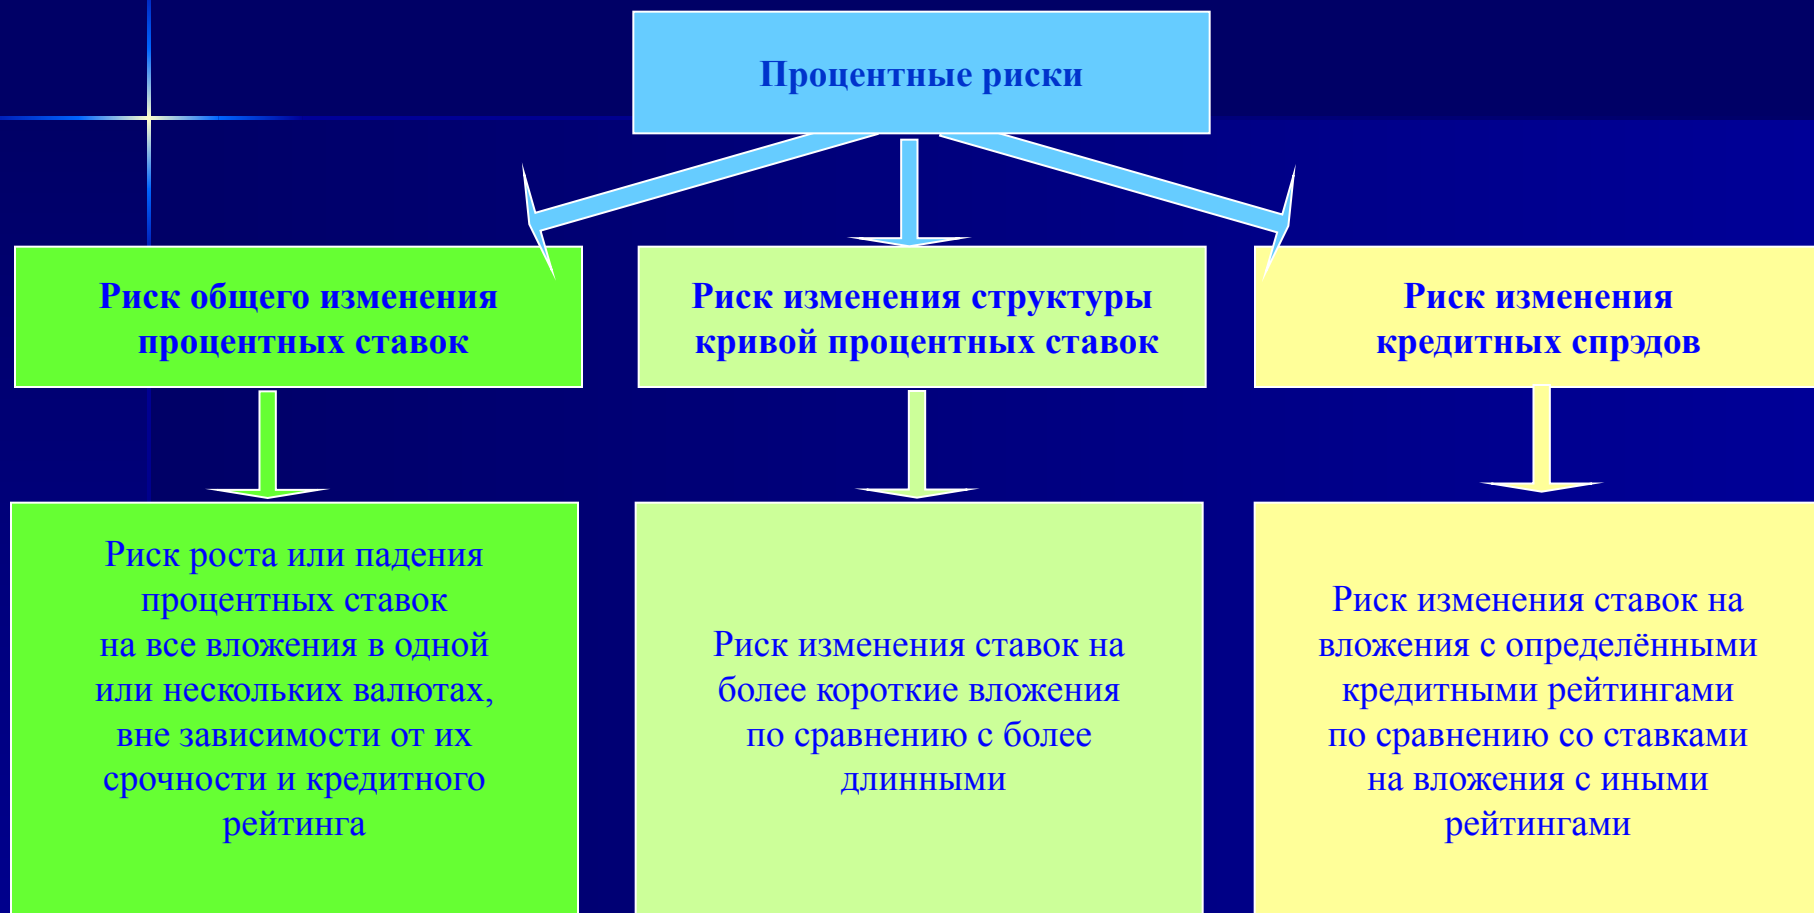 Процентные риски
Риск общего изменения
процентных ставок
Риск изменения структуры
кривой процентных ставок
Риск изменения
кредитных спрэдов
Риск роста или падения
процентных ставок
на все вложения в одной
или нескольких валютах,
вне зависимости от их
срочности и кредитного
рейтинга
Риск изменения ставок на
более короткие вложения
по сравнению с более
длинными
Риск изменения ставок на
вложения с определёнными
кредитными рейтингами
по сравнению со ставками
на вложения с иными
рейтингами